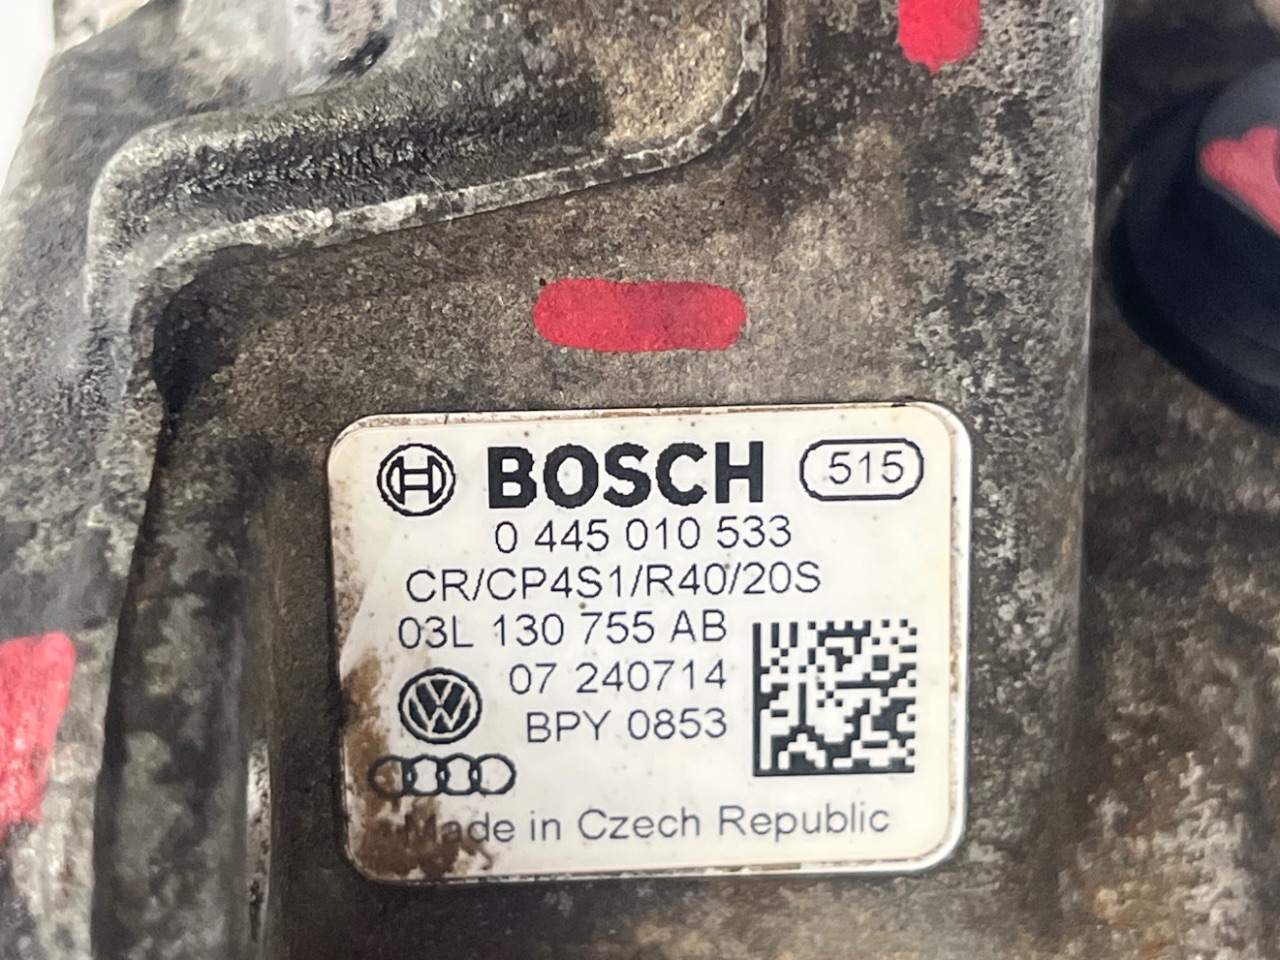 BOSCH 515
0 445 010 533
CR/CP4S1/R40/20S
03L 130 755 AB
07 240714
BPY 0853
Made in Czech Republic